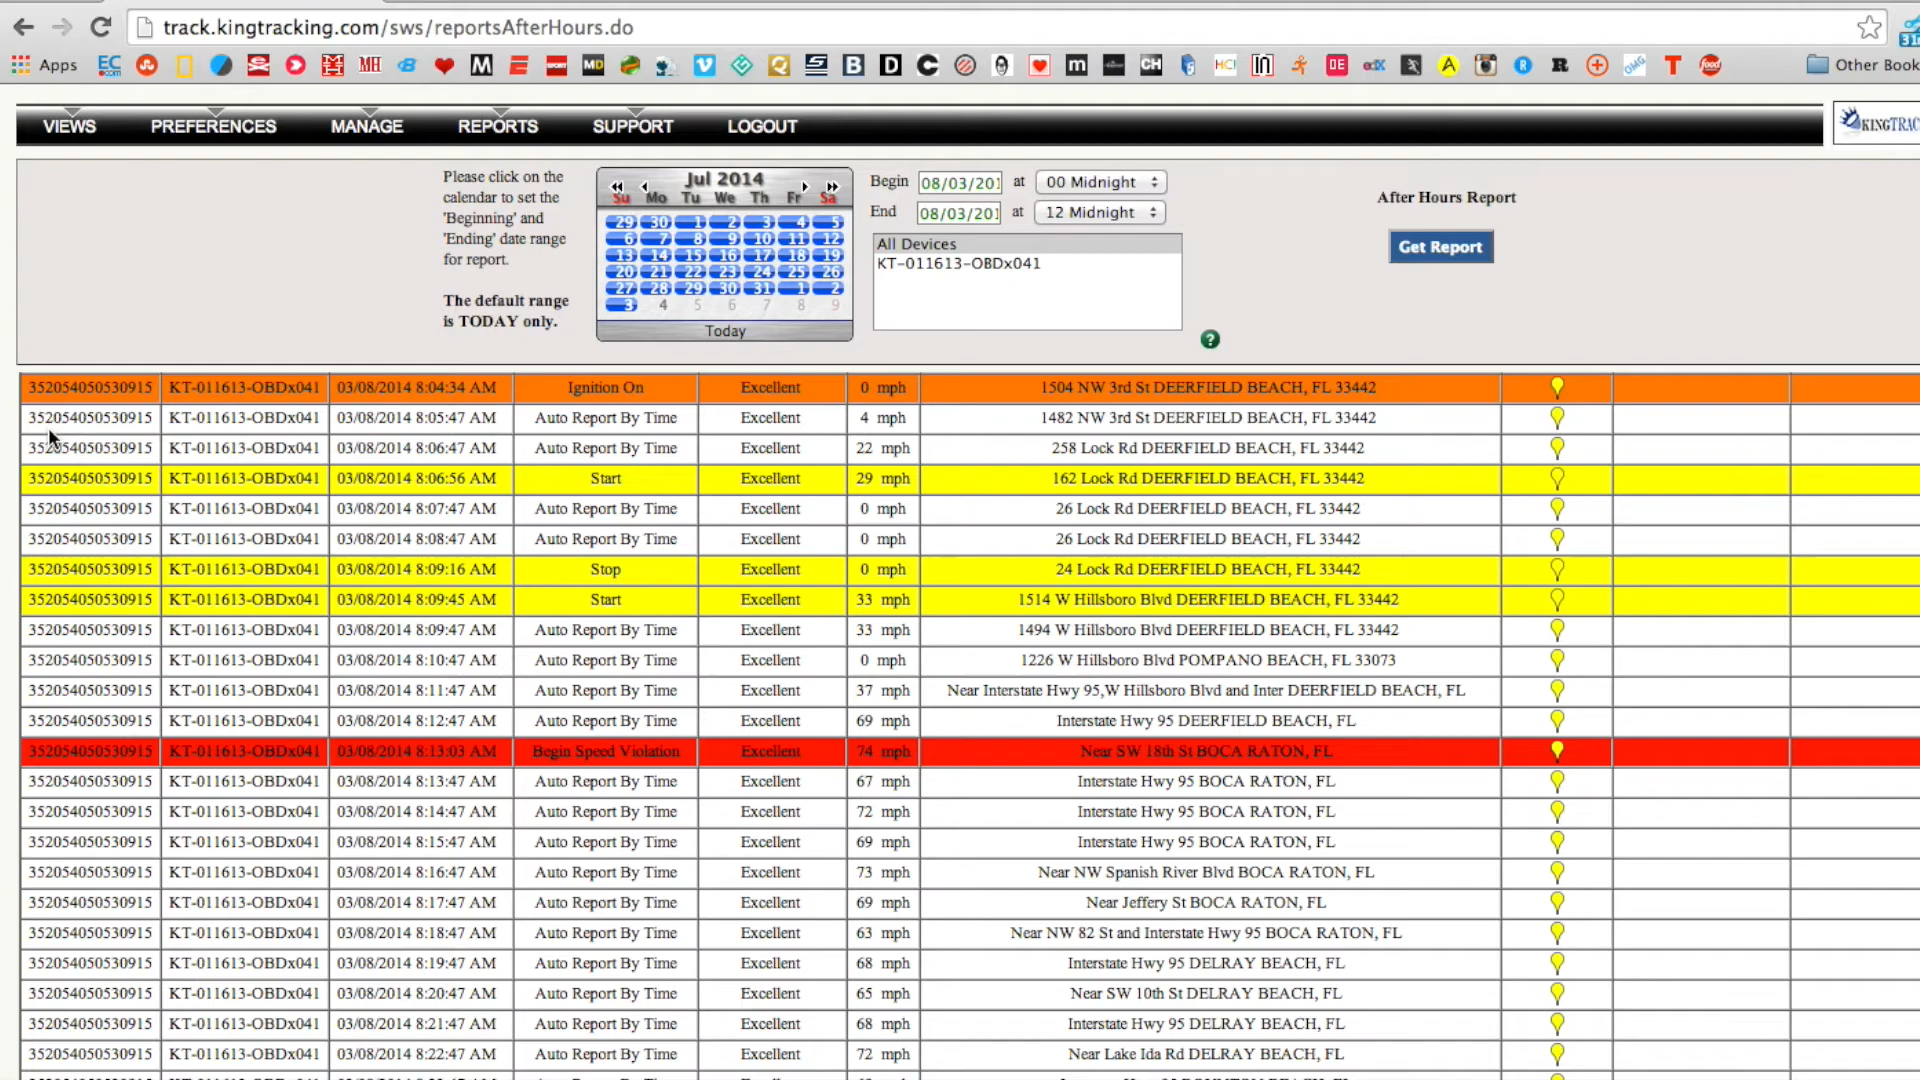 track.kingtracking.com/sws/reportsAfterHours.do
Apps
Other Book
VIEWS PREFERENCES MANAGE REPORTS SUPPORT LOGOUT
KINGTRAC
Please click on the
calendar to set the
'Beginning' and
'Ending' date range
for report.
The default range
is TODAY only.
Jul 2014
Su Mo Tu We Th Fr Sa
29 30 1 2 3 4 5
6 7 8 9 10 11 12
13 14 15 16 17 18 19
20 21 22 23 24 25 26
27 28 29 30 31 1 2
3 4 5 6 7 8 9
Today
Begin 08/03/201 at 00 Midnight
End 08/03/201 at 12 Midnight
All Devices
KT-011613-OBDx041
?
After Hours Report
Get Report
352054050530915 KT-011613-OBDx041 03/08/2014 8:04:34 AM Ignition On Excellent 0 mph 1504 NW 3rd St DEERFIELD BEACH, FL 33442
352054050530915 KT-011613-OBDx041 03/08/2014 8:05:47 AM Auto Report By Time Excellent 4 mph 1482 NW 3rd St DEERFIELD BEACH, FL 33442
352054050530915 KT-011613-OBDx041 03/08/2014 8:06:47 AM Auto Report By Time Excellent 22 mph 258 Lock Rd DEERFIELD BEACH, FL 33442
352054050530915 KT-011613-OBDx041 03/08/2014 8:06:56 AM Start Excellent 29 mph 162 Lock Rd DEERFIELD BEACH, FL 33442
352054050530915 KT-011613-OBDx041 03/08/2014 8:07:47 AM Auto Report By Time Excellent 0 mph 26 Lock Rd DEERFIELD BEACH, FL 33442
352054050530915 KT-011613-OBDx041 03/08/2014 8:08:47 AM Auto Report By Time Excellent 0 mph 26 Lock Rd DEERFIELD BEACH, FL 33442
352054050530915 KT-011613-OBDx041 03/08/2014 8:09:16 AM Stop Excellent 0 mph 24 Lock Rd DEERFIELD BEACH, FL 33442
352054050530915 KT-011613-OBDx041 03/08/2014 8:09:45 AM Start Excellent 33 mph 1514 W Hillsboro Blvd DEERFIELD BEACH, FL 33442
352054050530915 KT-011613-OBDx041 03/08/2014 8:09:47 AM Auto Report By Time Excellent 33 mph 1494 W Hillsboro Blvd DEERFIELD BEACH, FL 33442
352054050530915 KT-011613-OBDx041 03/08/2014 8:10:47 AM Auto Report By Time Excellent 0 mph 1226 W Hillsboro Blvd POMPANO BEACH, FL 33073
352054050530915 KT-011613-OBDx041 03/08/2014 8:11:47 AM Auto Report By Time Excellent 37 mph Near Interstate Hwy 95,W Hillsboro Blvd and Inter DEERFIELD BEACH, FL
352054050530915 KT-011613-OBDx041 03/08/2014 8:12:47 AM Auto Report By Time Excellent 69 mph Interstate Hwy 95 DEERFIELD BEACH, FL
352054050530915 KT-011613-OBDx041 03/08/2014 8:13:03 AM Begin Speed Violation Excellent 74 mph Near SW 18th St BOCA RATON, FL
352054050530915 KT-011613-OBDx041 03/08/2014 8:13:47 AM Auto Report By Time Excellent 67 mph Interstate Hwy 95 BOCA RATON, FL
352054050530915 KT-011613-OBDx041 03/08/2014 8:14:47 AM Auto Report By Time Excellent 72 mph Interstate Hwy 95 BOCA RATON, FL
352054050530915 KT-011613-OBDx041 03/08/2014 8:15:47 AM Auto Report By Time Excellent 69 mph Interstate Hwy 95 BOCA RATON, FL
352054050530915 KT-011613-OBDx041 03/08/2014 8:16:47 AM Auto Report By Time Excellent 73 mph Near NW Spanish River Blvd BOCA RATON, FL
352054050530915 KT-011613-OBDx041 03/08/2014 8:17:47 AM Auto Report By Time Excellent 69 mph Near Jeffery St BOCA RATON, FL
352054050530915 KT-011613-OBDx041 03/08/2014 8:18:47 AM Auto Report By Time Excellent 63 mph Near NW 82 St and Interstate Hwy 95 BOCA RATON, FL
352054050530915 KT-011613-OBDx041 03/08/2014 8:19:47 AM Auto Report By Time Excellent 68 mph Interstate Hwy 95 DELRAY BEACH, FL
352054050530915 KT-011613-OBDx041 03/08/2014 8:20:47 AM Auto Report By Time Excellent 65 mph Near SW 10th St DELRAY BEACH, FL
352054050530915 KT-011613-OBDx041 03/08/2014 8:21:47 AM Auto Report By Time Excellent 68 mph Interstate Hwy 95 DELRAY BEACH, FL
352054050530915 KT-011613-OBDx041 03/08/2014 8:22:47 AM Auto Report By Time Excellent 72 mph Near Lake Ida Rd DELRAY BEACH, FL